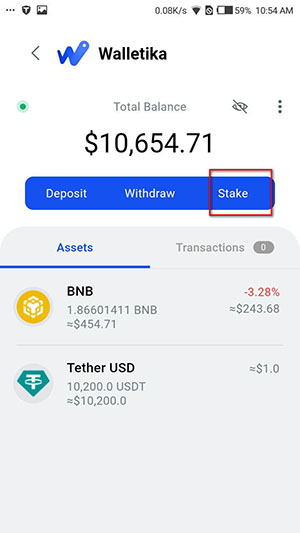 0.08K/s 59% 10:54 AM
Walletika
Total Balance
$10,654.71
Deposit Withdraw Stake
Assets Transactions 0
BNB -3.28%
1.86601411 BNB ≈$243.68
≈$454.71
Tether USD ≈$1.0
10,200.0 USDT
≈$10,200.0